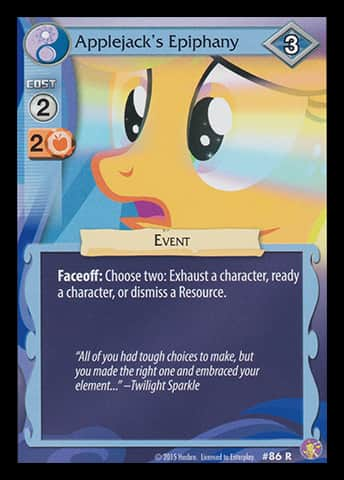 Applejack's Epiphany
3
COST
2
2
EVENT
Faceoff: Choose two: Exhaust a character, ready
a character, or dismiss a Resource.
"All of you had tough choices to make, but
you made the right one and embraced your
element..." –Twilight Sparkle
© 2015 Hasbro. Licensed to Enterplay. #86 R